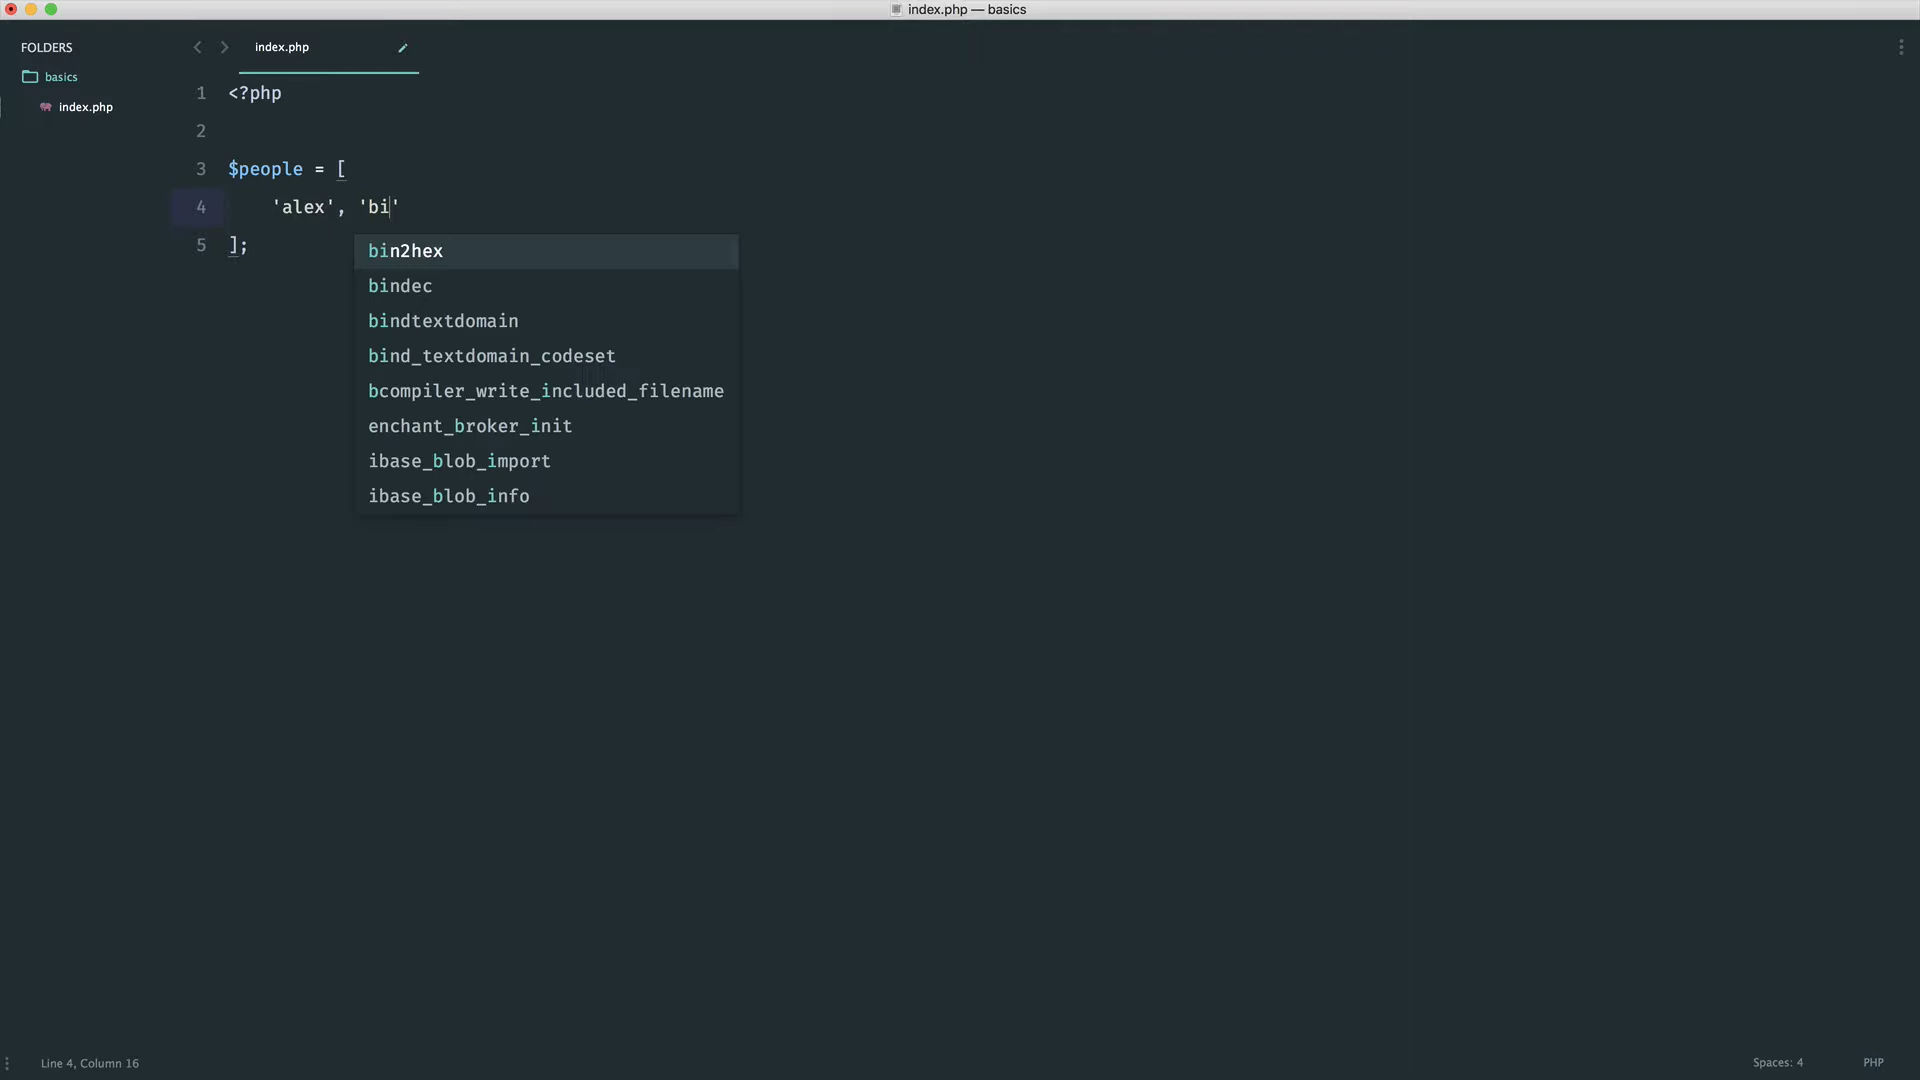 index.php — basics
FOLDERS
basics
index.php
index.php
1 <?php
2
3 $people = [
4 'alex', 'bi'
5 ];
bin2hex
bindec
bindtextdomain
bind_textdomain_codeset
bcompiler_write_included_filename
enchant_broker_init
ibase_blob_import
ibase_blob_info
Line 4, Column 16
Spaces: 4
PHP